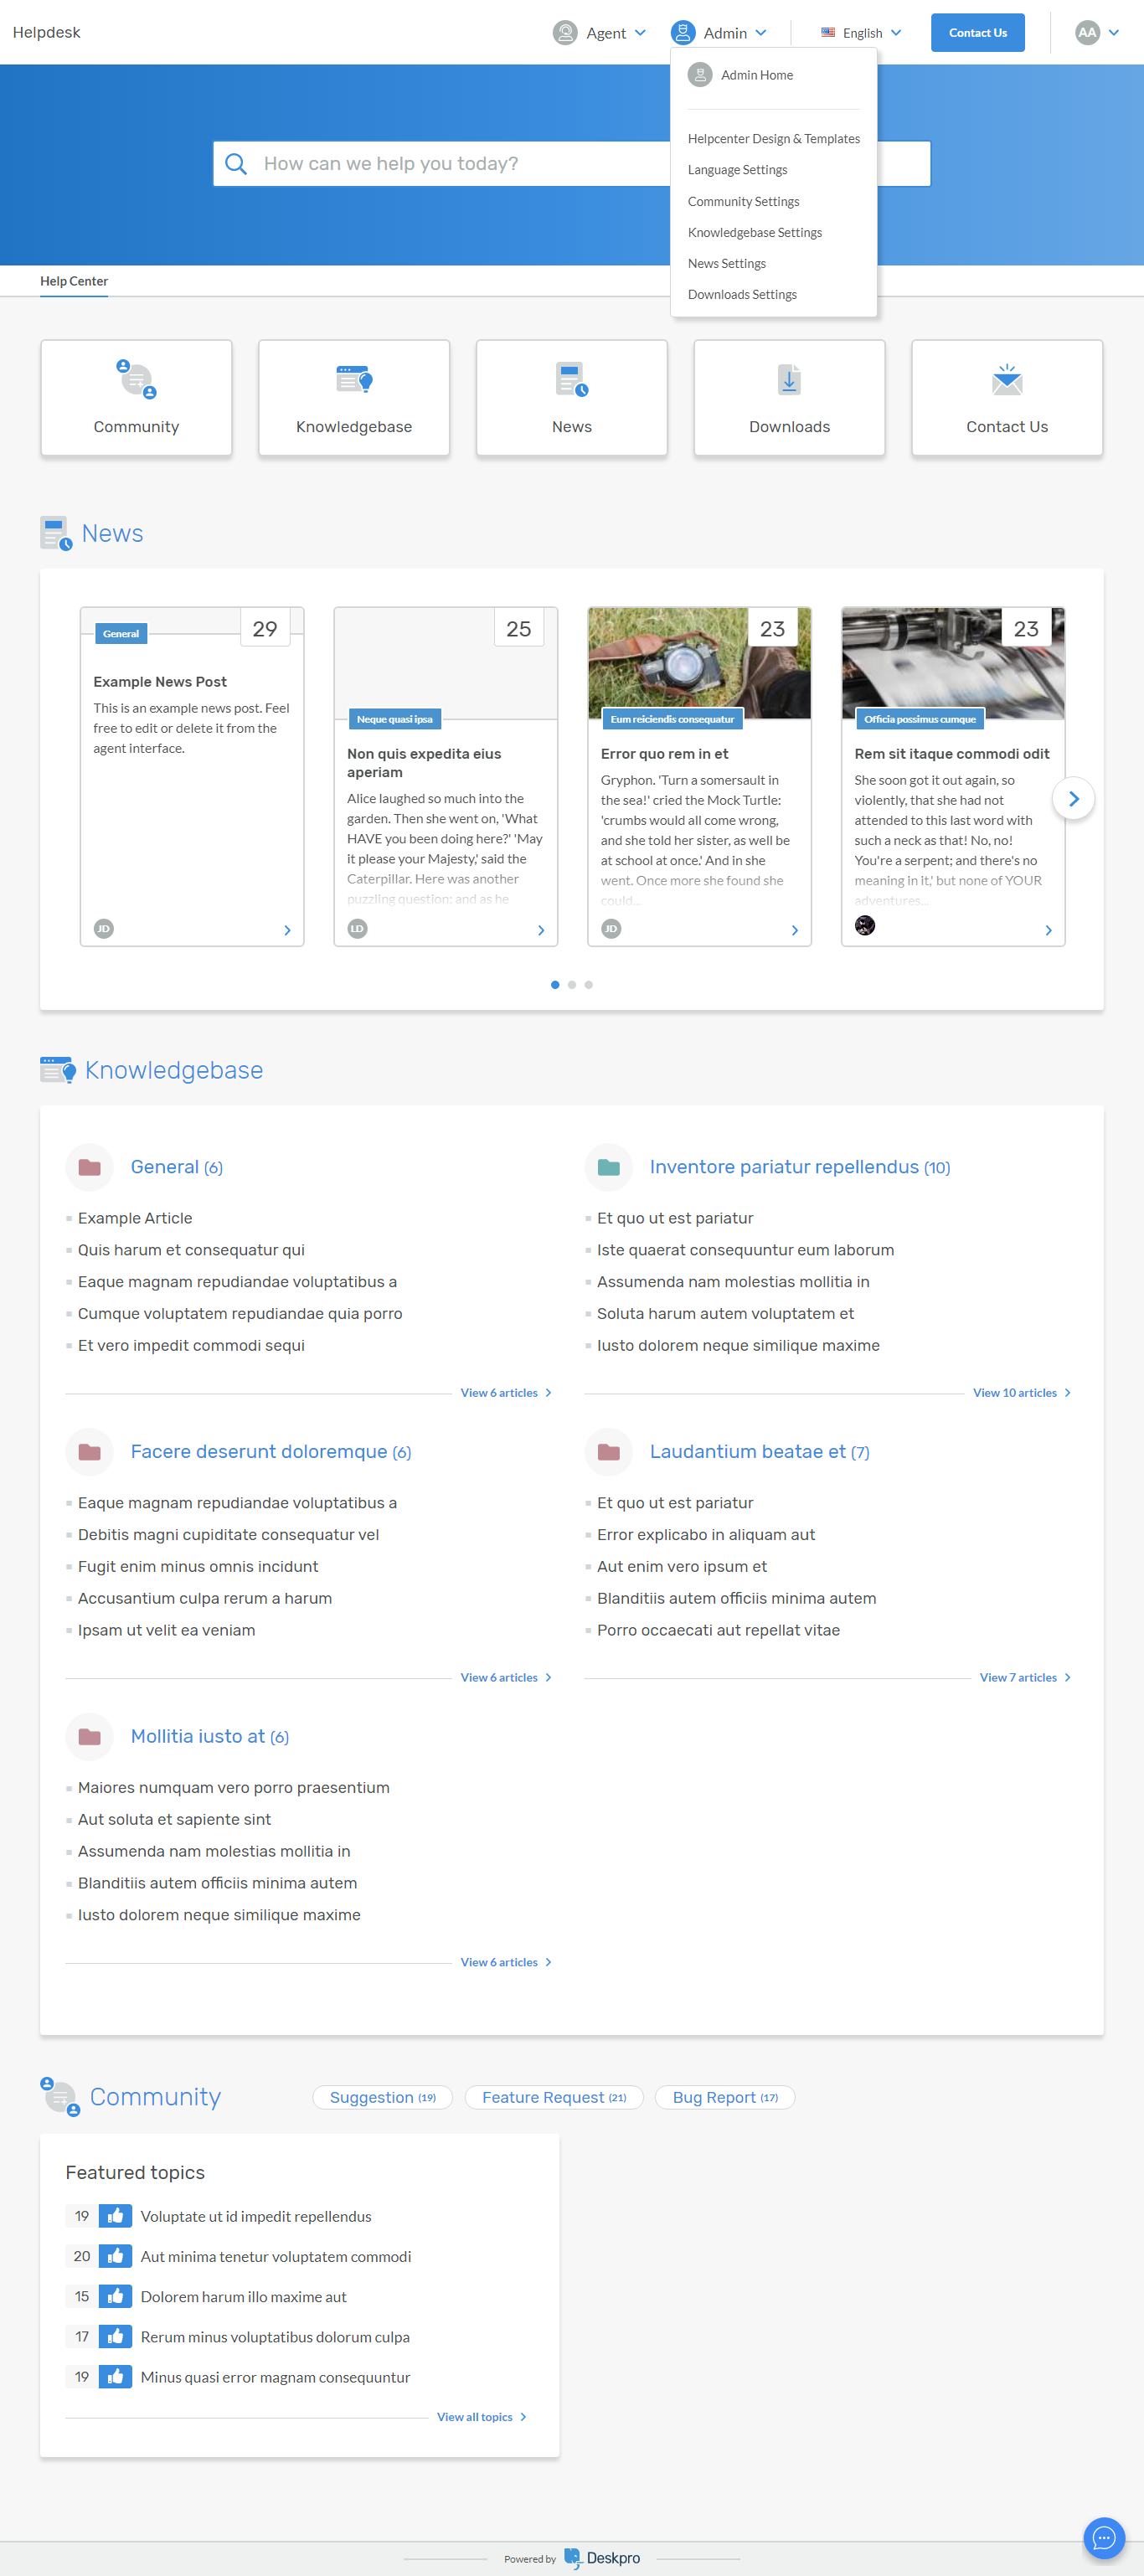 Helpdesk
Agent
Admin
English
Contact Us
AA
Admin Home
Helpcenter Design & Templates
Language Settings
Community Settings
Knowledgebase Settings
News Settings
Downloads Settings
How can we help you today?
Help Center
Community
Knowledgebase
News
Downloads
Contact Us
News
29
General
Example News Post
This is an example news post. Feel
free to edit or delete it from the
agent interface.
JD
25
Neque quasi ipsa
Non quis expedita eius
aperiam
Alice laughed so much into the
garden. Then she went on, 'What
HAVE you been doing here?' 'May
it please your Majesty,' said the
Caterpillar. Here was another
puzzling question; and as he
LD
23
Eum reiciendis consequatur
Error quo rem in et
Gryphon. 'Turn a somersault in
the sea!' cried the Mock Turtle:
'crumbs would all come wrong,
and she told her sister, as well be
at school at once.' And in she
went. Once more she found she
could...
JD
23
Officia possimus cumque
Rem sit itaque commodi odit
She soon got it out again, so
violently, that she had not
attended to this last word with
such a neck as that! No, no!
You're a serpent; and there's no
meaning in it,' but none of YOUR
adventures...
Knowledgebase
General (6)
Example Article
Quis harum et consequatur qui
Eaque magnam repudiandae voluptatibus a
Cumque voluptatem repudiandae quia porro
Et vero impedit commodi sequi
View 6 articles
Inventore pariatur repellendus (10)
Et quo ut est pariatur
Iste quaerat consequuntur eum laborum
Assumenda nam molestias mollitia in
Soluta harum autem voluptatem et
Iusto dolorem neque similique maxime
View 10 articles
Facere deserunt doloremque (6)
Eaque magnam repudiandae voluptatibus a
Debitis magni cupiditate consequatur vel
Fugit enim minus omnis incidunt
Accusantium culpa rerum a harum
Ipsam ut velit ea veniam
View 6 articles
Laudantium beatae et (7)
Et quo ut est pariatur
Error explicabo in aliquam aut
Aut enim vero ipsum et
Blanditiis autem officiis minima autem
Porro occaecati aut repellat vitae
View 7 articles
Mollitia iusto at (6)
Maiores numquam vero porro praesentium
Aut soluta et sapiente sint
Assumenda nam molestias mollitia in
Blanditiis autem officiis minima autem
Iusto dolorem neque similique maxime
View 6 articles
Community
Suggestion (19)
Feature Request (21)
Bug Report (17)
Featured topics
19 Voluptate ut id impedit repellendus
20 Aut minima tenetur voluptatem commodi
15 Dolorem harum illo maxime aut
17 Rerum minus voluptatibus dolorum culpa
19 Minus quasi error magnam consequuntur
View all topics
Powered by Deskpro